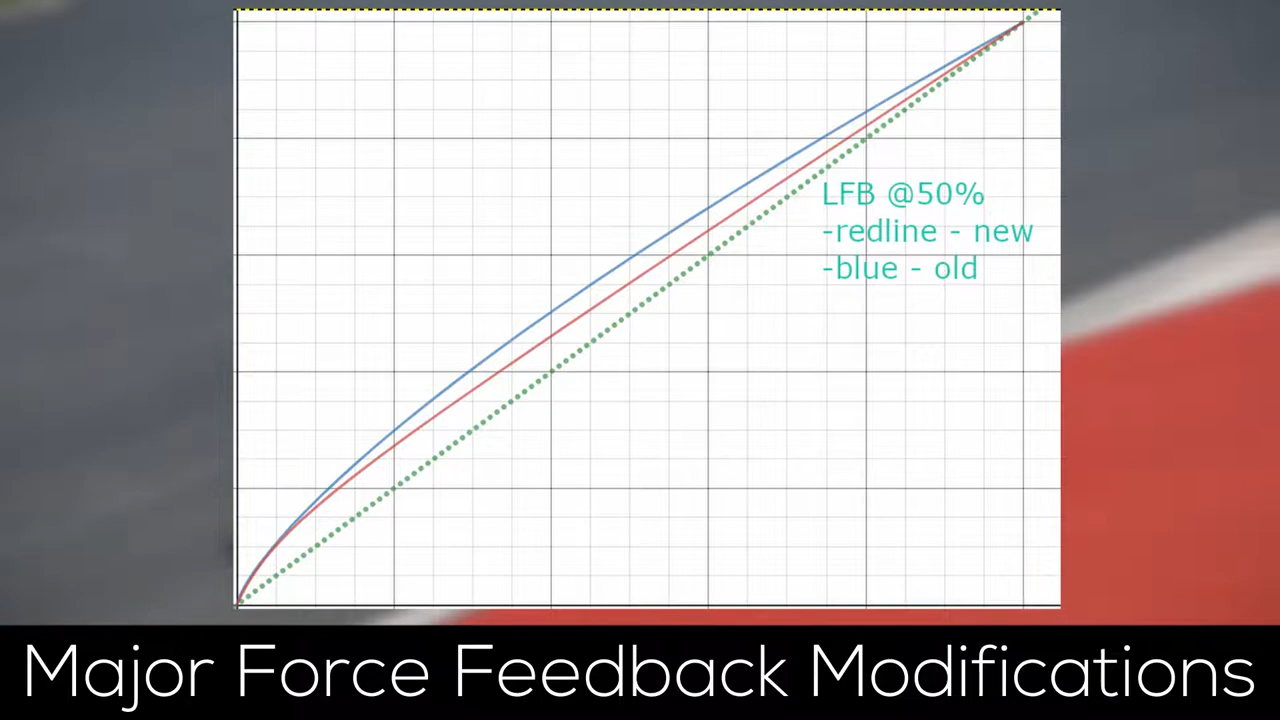 LFB @50%
-redline - new
-blue - old
Major Force Feedback Modifications